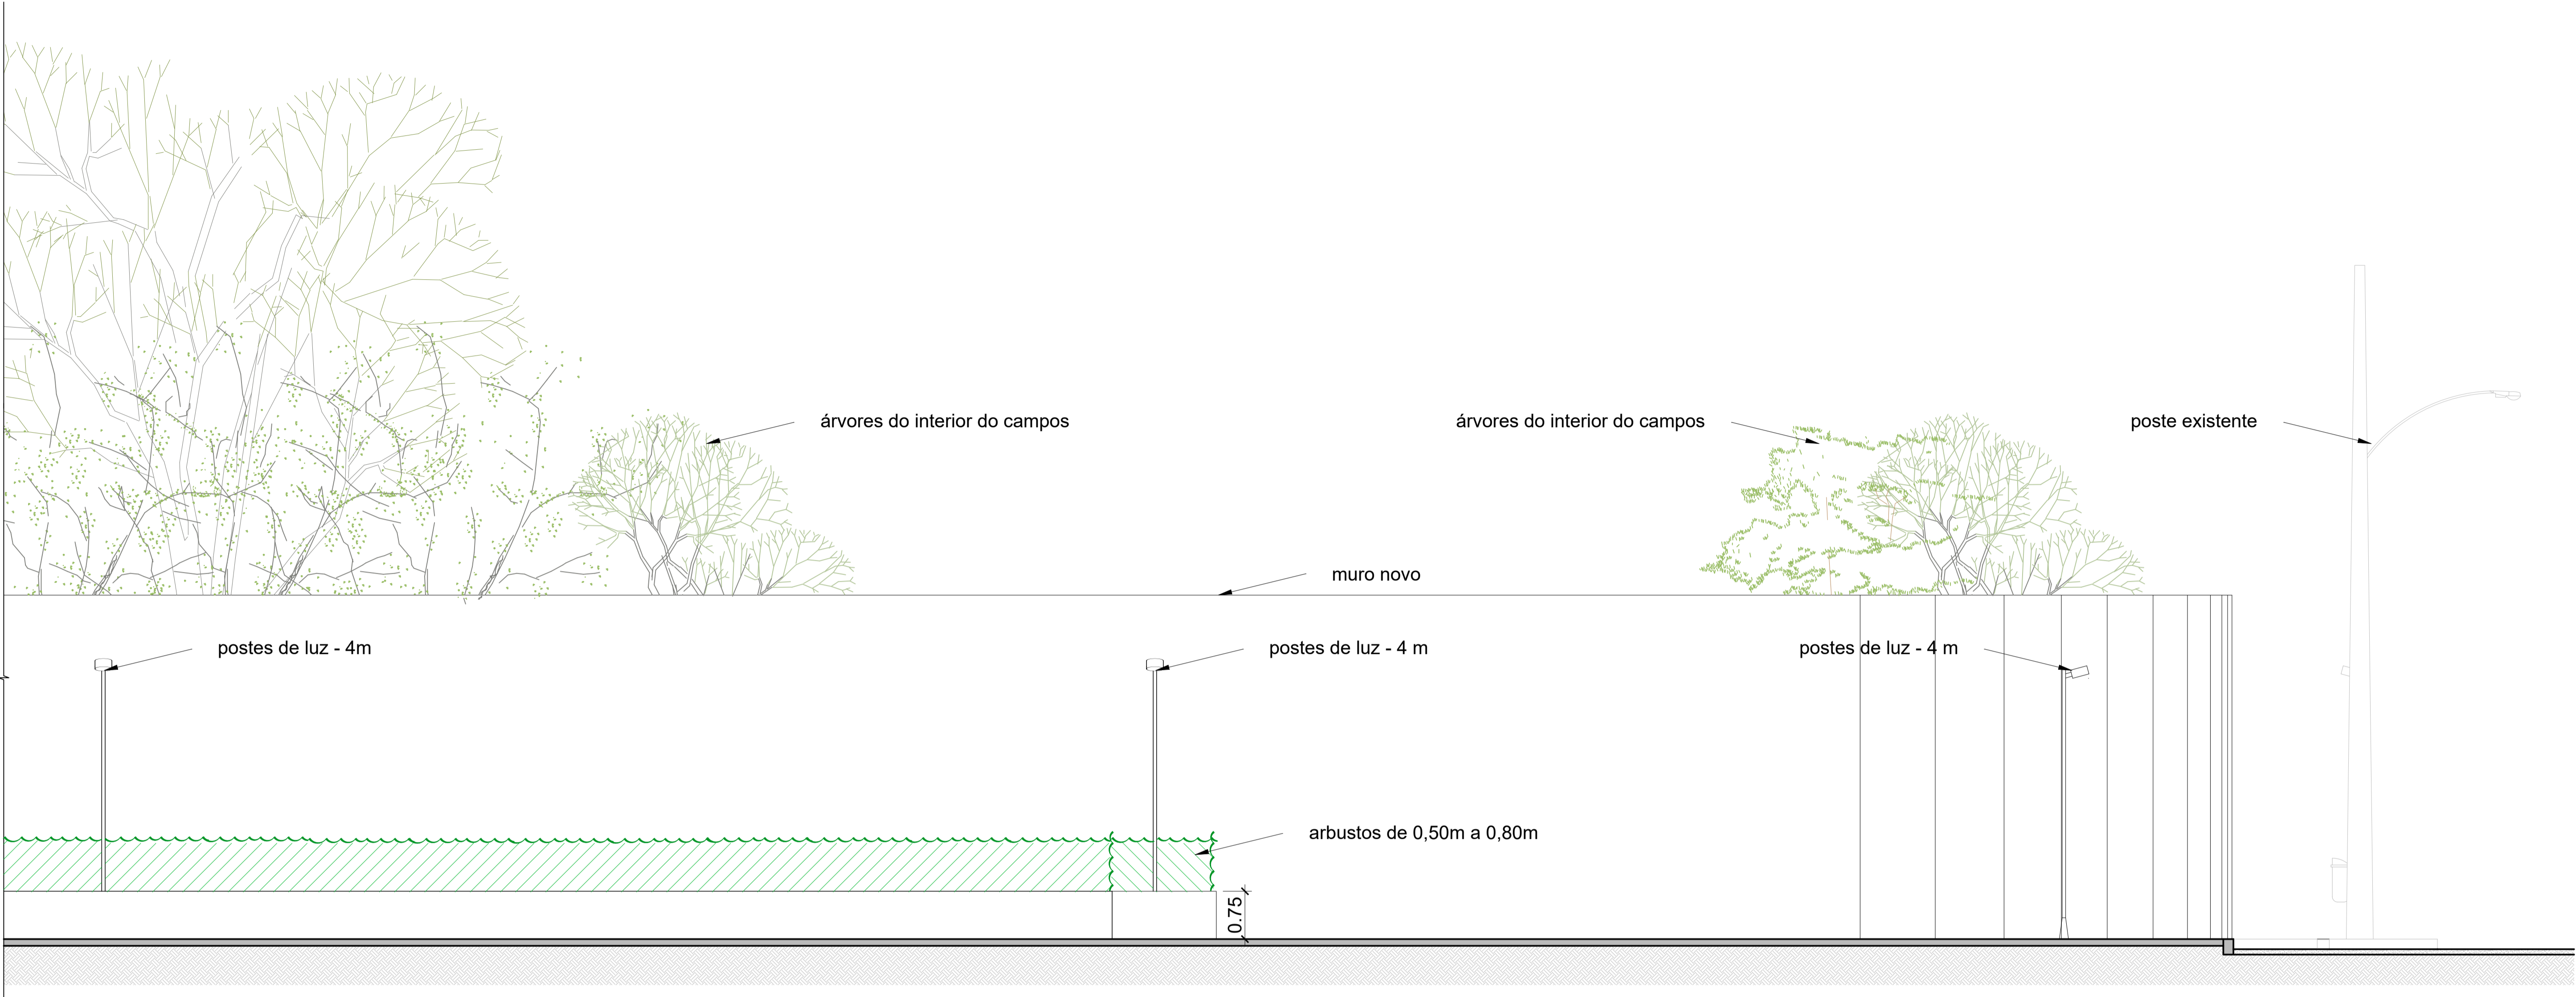 árvores do interior do campos
árvores do interior do campos
poste existente
muro novo
postes de luz - 4m
postes de luz - 4 m
postes de luz - 4 m
arbustos de 0,50m a 0,80m
0.75